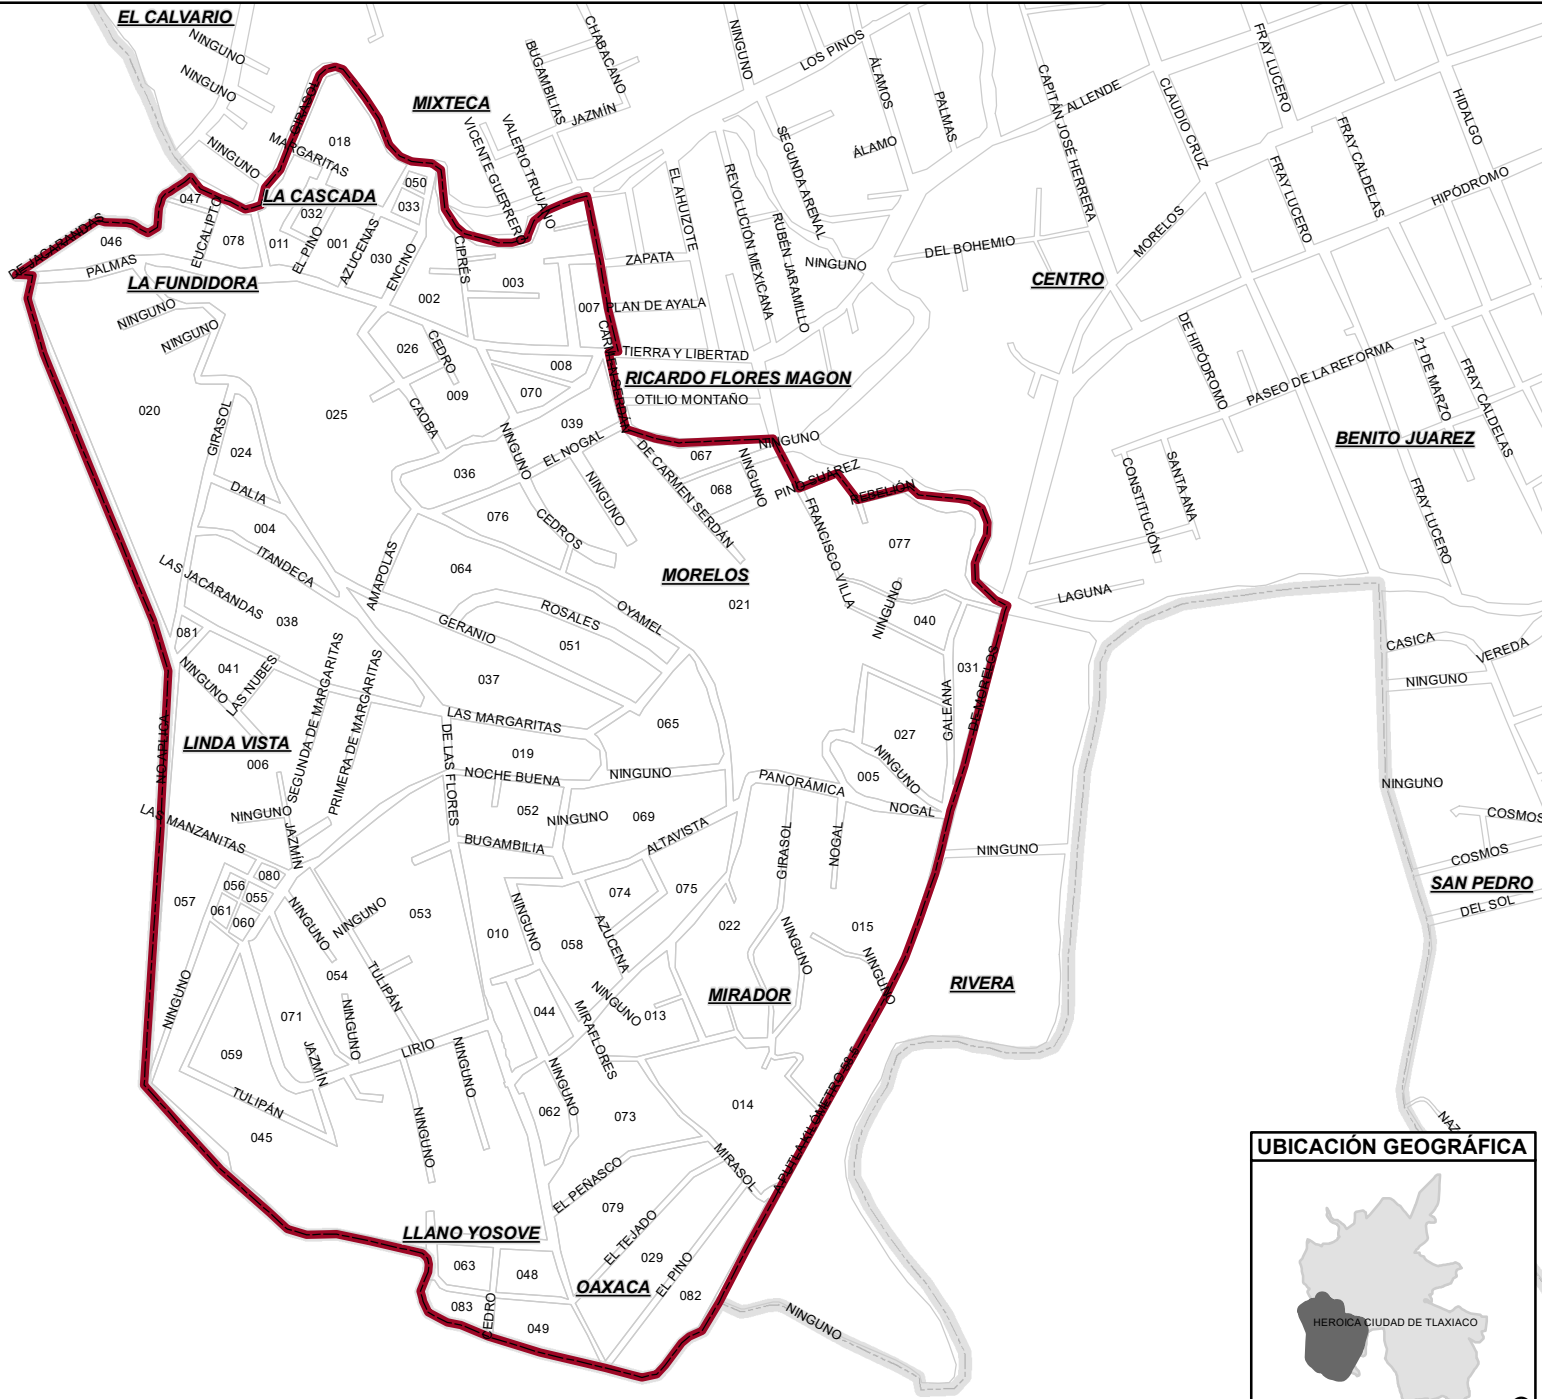 EL CALVARIO
NINGUNO
NINGUNO
NINGUNO
GIRASOL
MARGARITAS
018
MIXTECA
BUGAMBILIAS
CHABACANO
JAZMÍN
VICENTE GUERRERO
VALERIO TRUJANO
NINGUNO
LOS PINOS
ÁLAMOS
PALMAS
ÁLAMO
SEGUNDA ARENAL
CAPITÁN JOSÉ HERRERA
ALLENDE
CLAUDIO CRUZ
FRAY LUCERO
FRAY LUCERO
FRAY CALDELAS
HIDALGO
HIPÓDROMO
MORELOS
DEL BOHEMIO
CENTRO
EL AHUIZOTE
REVOLUCIÓN MEXICANA
RUBÉN JARAMILLO
NINGUNO
ZAPATA
PLAN DE AYALA
TIERRA Y LIBERTAD
RICARDO FLORES MAGON
OTILIO MONTAÑO
NINGUNO
CARMEN SERDÁN
LA CASCADA
047
046
DE JACARANDAS
PALMAS
EUCALIPTO
078
011
032
EL PINO
001
AZUCENAS
030
ENCINO
050
033
CIPRÉS
002
003
007
LA FUNDIDORA
NINGUNO
NINGUNO
026
CEDRO
009
008
070
039
020
025
CAOBA
GIRASOL
024
DALIA
004
ITANDECA
036
NINGUNO
EL NOGAL
NINGUNO
076
CEDROS
DE CARMEN SERDÁN
067
068
NINGUNO
PINO SUÁREZ
REBELIÓN
FRANCISCO VILLA
077
NINGUNO
040
031
GALEANA
DE MORELOS
DE HIPÓDROMO
PASEO DE LA REFORMA
21 DE MARZO
FRAY CALDELAS
BENITO JUAREZ
CONSTITUCIÓN
SANTA ANA
FRAY LUCERO
LAGUNA
CASICA
VEREDA
NINGUNO
NINGUNO
COSMOS
COSMOS
SAN PEDRO
DEL SOL
LAS JACARANDAS
AMAPOLAS
064
MORELOS
021
ROSALES
OYAMEL
051
GERANIO
037
038
081
041
NINGUNO
LAS NUBES
SEGUNDA DE MARGARITAS
PRIMERA DE MARGARITAS
LAS MARGARITAS
065
LINDA VISTA
006
NO APLICA
DE LAS FLORES
019
NOCHE BUENA
NINGUNO
052
NINGUNO
069
BUGAMBILIA
ALTAVISTA
PANORÁMICA
027
005
NINGUNO
NOGAL
GIRASOL
NOGAL
NINGUNO
LAS MANZANITAS
NINGUNO
JAZMÍN
080
056
055
061
060
057
NINGUNO
NINGUNO
053
010
NINGUNO
058
074
AZUCENA
075
022
NINGUNO
015
NINGUNO
054
TULIPÁN
NINGUNO
NINGUNO
071
JAZMÍN
LIRIO
NINGUNO
044
MIRAFLORES
NINGUNO
013
MIRADOR
RIVERA
059
TULIPÁN
045
NINGUNO
062
NINGUNO
073
014
MIRASOL
A PUTLA KILÓMETRO 53.5
EL PEÑASCO
079
EL TEJADO
LLANO YOSOVE
063
048
083
CEDRO
049
OAXACA
029
EL PINO
082
NINGUNO
UBICACIÓN GEOGRÁFICA
HEROICA CIUDAD DE TLAXIACO